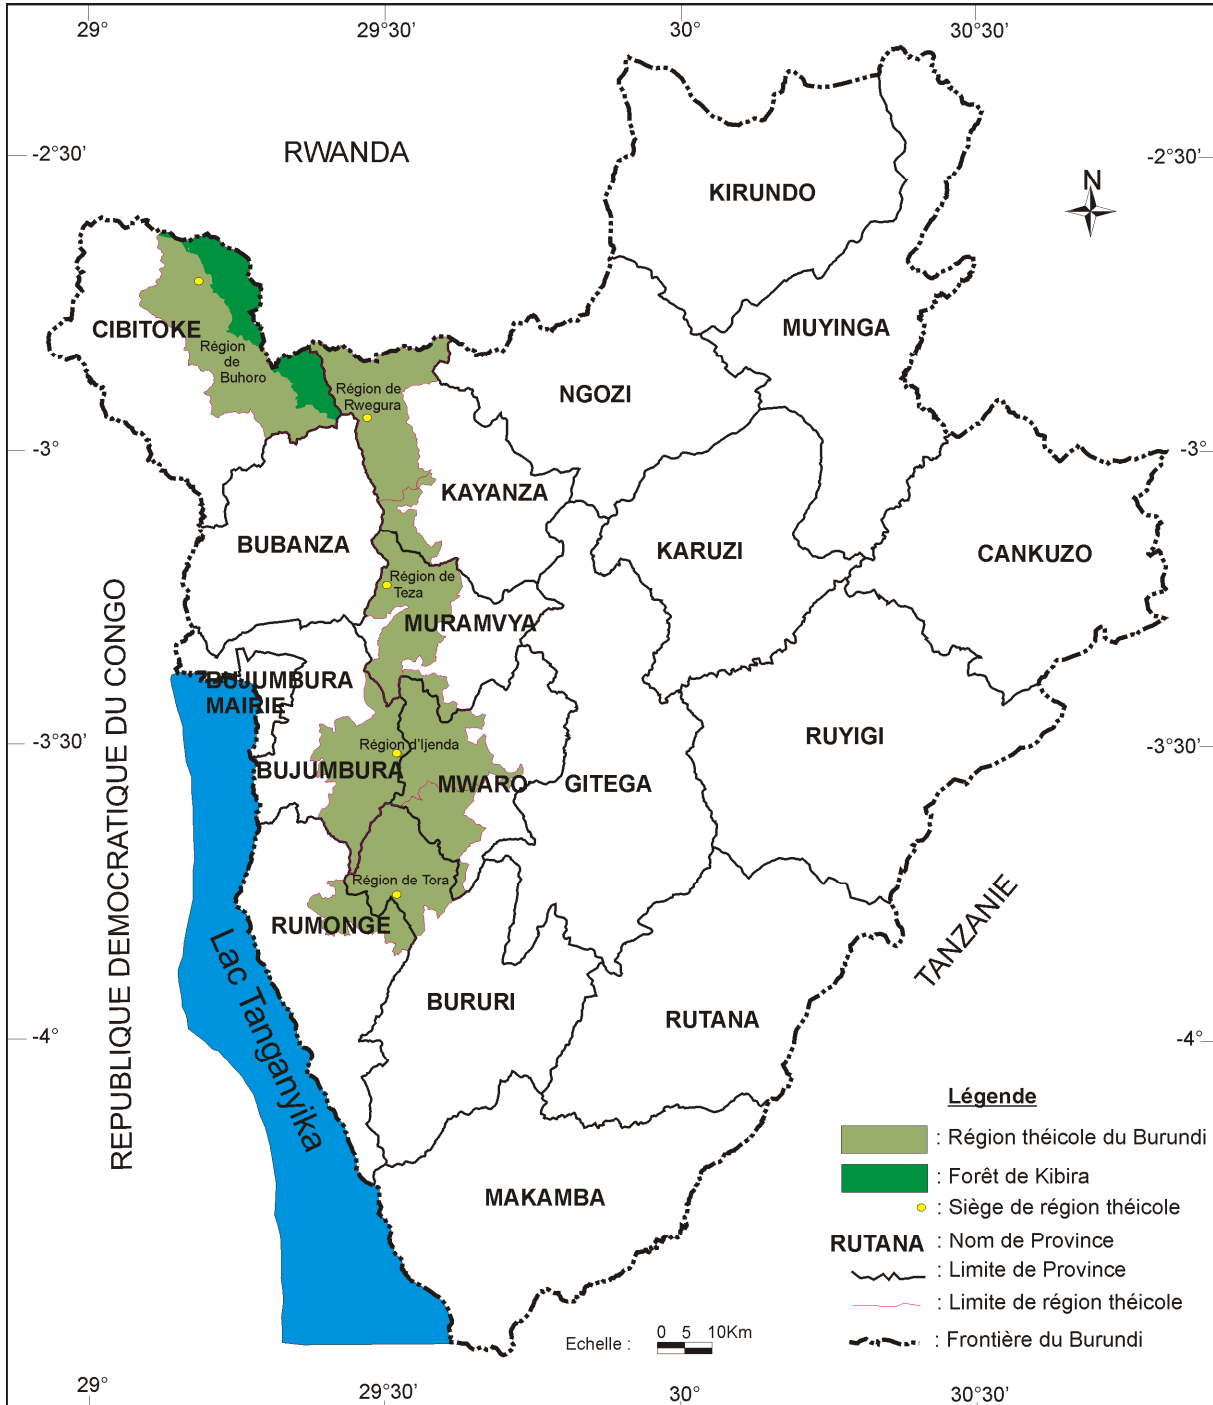 29°
29°30'
30°
30°30'
-2°30'
-2°30'
RWANDA
N
KIRUNDO
CIBITOKE
MUYINGA
Région
de
Buhoro
Région de
Rwegura
NGOZI
-3°
-3°
KAYANZA
BUBANZA
KARUZI
CANKUZO
Région de
Teza
MURAMVYA
REPUBLIQUE DEMOCRATIQUE DU CONGO
BUJUMBURA
MAIRIE
-3°30'
-3°30'
RUYIGI
Région d'Ijenda
BUJUMBURA
MWARO
GITEGA
Région de Tora
RUMONGE
TANZANIE
Lac Tanganyika
BURURI
RUTANA
-4°
-4°
MAKAMBA
Légende
: Région théicole du Burundi
: Forêt de Kibira
: Siège de région théicole
RUTANA : Nom de Province
: Limite de Province
: Limite de région théicole
: Frontière du Burundi
Echelle : 0 5 10Km
29°
29°30'
30°
30°30'